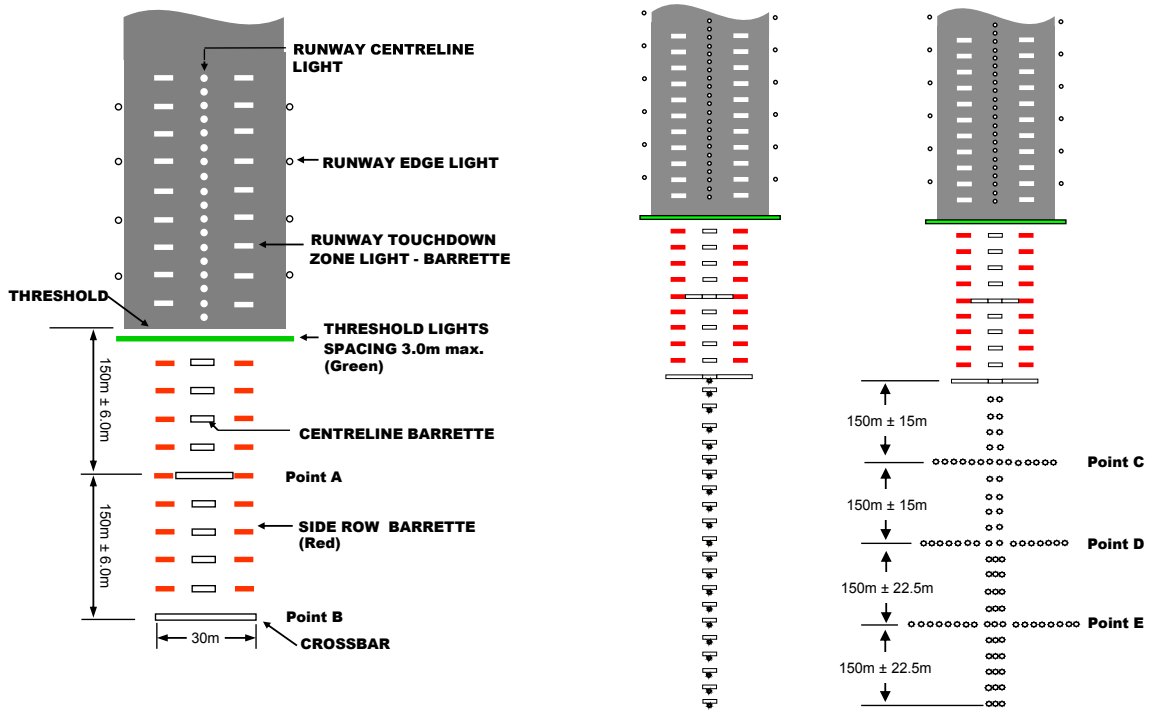 RUNWAY CENTRELINE
LIGHT
RUNWAY EDGE LIGHT
RUNWAY TOUCHDOWN
ZONE LIGHT - BARRETTE
THRESHOLD
THRESHOLD LIGHTS
SPACING 3.0m max.
(Green)
150m ± 6.0m
CENTRELINE BARRETTE
Point A
150m ± 6.0m
SIDE ROW BARRETTE
(Red)
Point B
30m
CROSSBAR
150m ± 15m
Point C
150m ± 15m
Point D
150m ± 22.5m
Point E
150m ± 22.5m